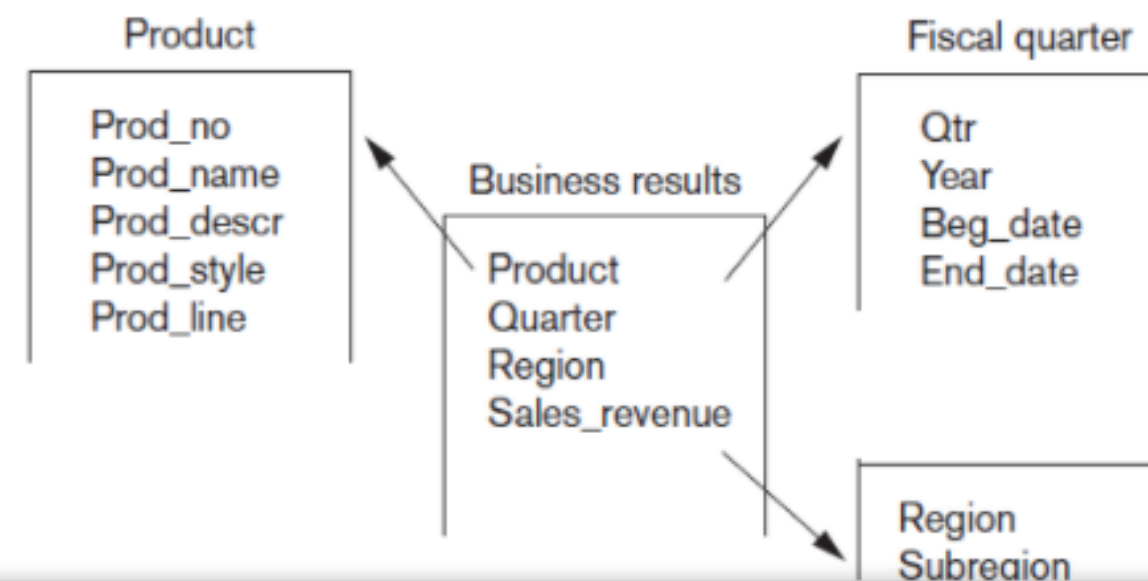 Product
Prod_no
Prod_name
Prod_descr
Prod_style
Prod_line
Business results
Product
Quarter
Region
Sales_revenue
Fiscal quarter
Qtr
Year
Beg_date
End_date
Region
Subregion